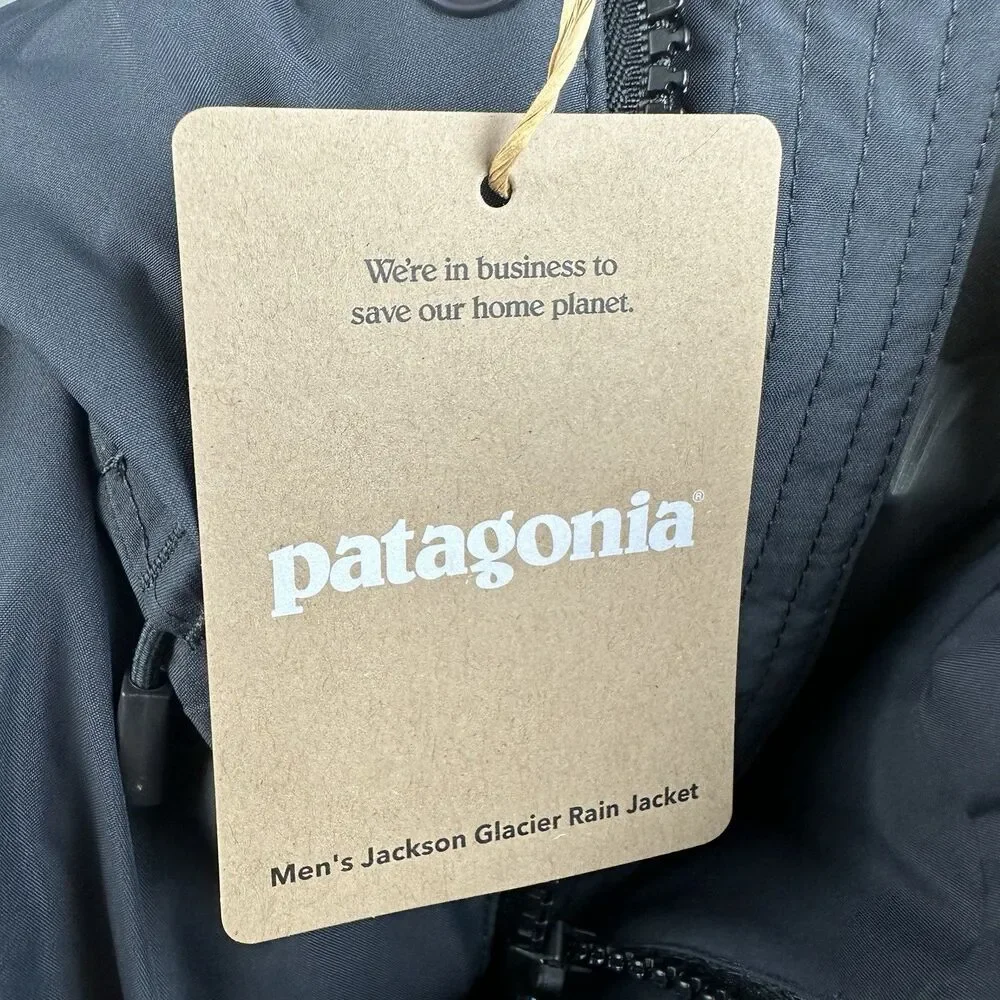 We're in business to
save our home planet.
patagonia®
Men's Jackson Glacier Rain Jacket